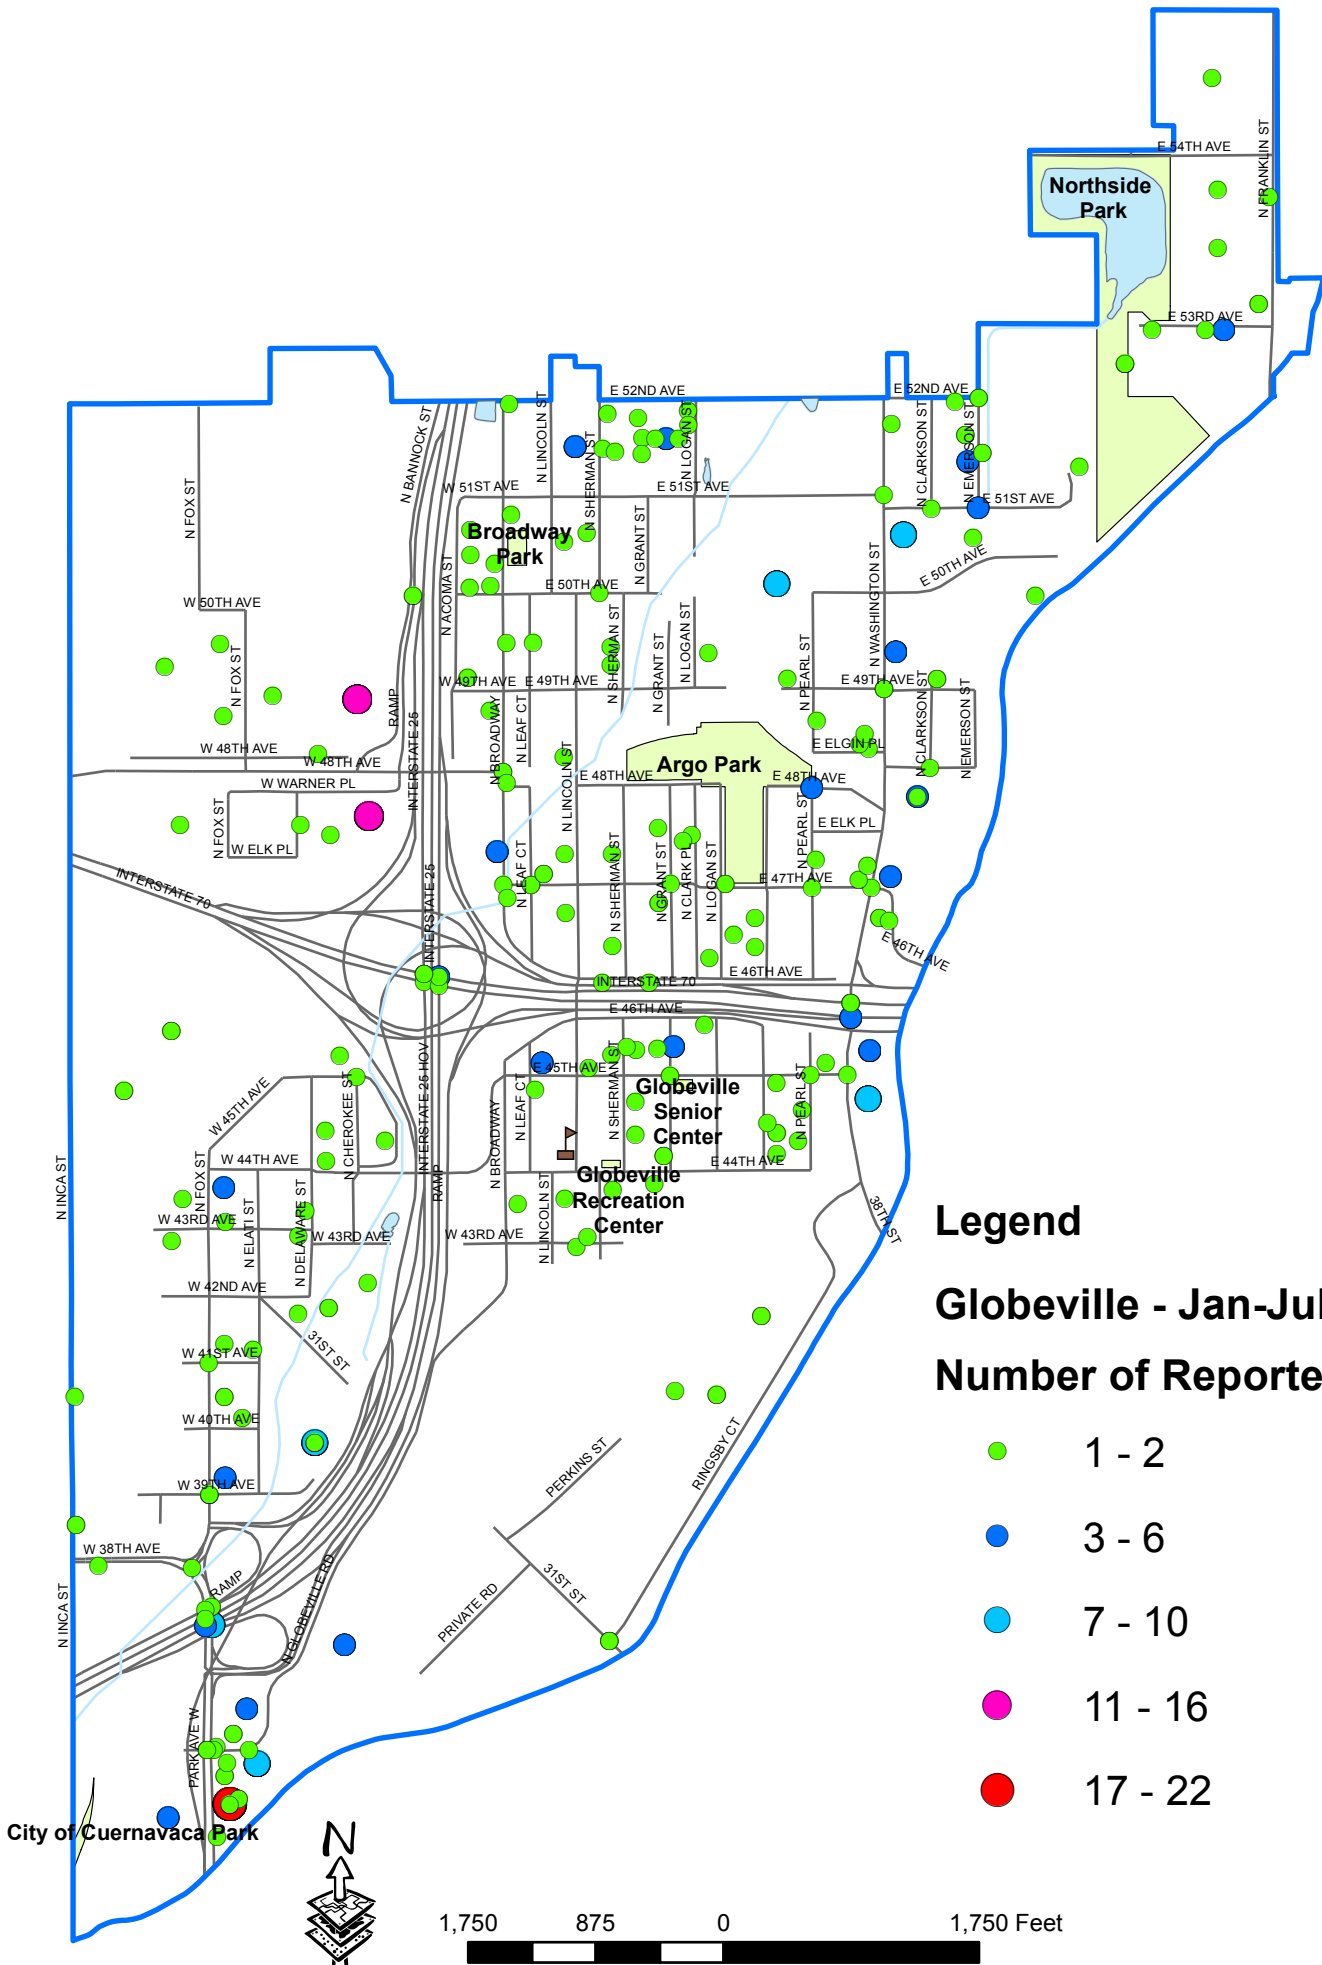 E 54TH AVE
N FRANKLIN ST
Northside
Park
E 53RD AVE
E 52ND AVE
E 52ND AVE
N BANNOCK ST
N LINCOLN ST
N SHERMAN ST
N LOGAN ST
N CLARKSON ST
N EMERSON ST
N FOX ST
W 51ST AVE
E 51ST AVE
E 51ST AVE
Broadway
Park
N GRANT ST
N WASHINGTON ST
E 50TH AVE
N ACOMA ST
E 50TH AVE
W 50TH AVE
N FOX ST
N SHERMAN ST
N GRANT ST
N LOGAN ST
N PEARL ST
W 49TH AVE
E 49TH AVE
E 49TH AVE
RAMP
INTERSTATE 25
N BROADWAY
N LEAF CT
N LINCOLN ST
N CLARKSON ST
N EMERSON ST
E ELGIN PL
W 48TH AVE
W 48TH AVE
Argo Park
E 48TH AVE
E 48TH AVE
W WARNER PL
N FOX ST
W ELK PL
E ELK PL
N PEARL ST
INTERSTATE 70
INTERSTATE 25
N LEAF CT
N SHERMAN ST
N GRANT ST
N CLARK PL
N LOGAN ST
E 47TH AVE
E 46TH AVE
E 46TH AVE
INTERSTATE 70
E 46TH AVE
W 45TH AVE
N CHEROKEE ST
INTERSTATE 25 HOV
RAMP
N BROADWAY
N LEAF CT
E 45TH AVE
N SHERMAN ST
Globeville
Senior
Center
N PEARL ST
W 44TH AVE
E 44TH AVE
N INCA ST
N FOX ST
N ELATI ST
N DELAWARE ST
Globeville
Recreation
Center
N LINCOLN ST
W 43RD AVE
W 43RD AVE
W 43RD AVE
38TH ST
W 42ND AVE
31ST ST
W 41ST AVE
W 40TH AVE
W 39TH AVE
W 38TH AVE
RAMP
N INCA ST
N GLOBEVILLE RD
PERKINS ST
RINGSBY CT
31ST ST
PRIVATE RD
PARK AVE W
City of Cuernavaca Park
Legend
Globeville - Jan-Jul
Number of Reporte
1 - 2
3 - 6
7 - 10
11 - 16
17 - 22
N
1,750 875 0 1,750 Feet